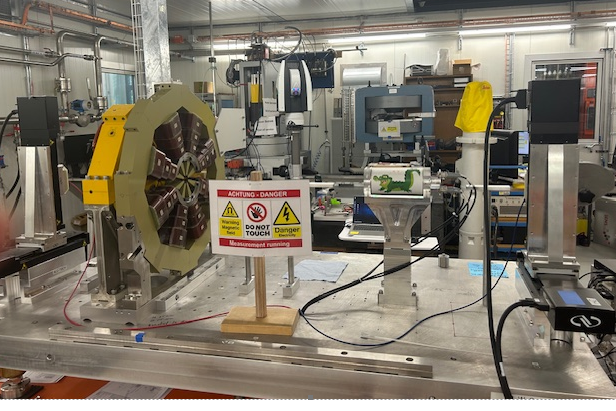 ACHTUNG - DANGER
Warning
Magnetic
field
DO NOT
TOUCH
Danger
Electricity
Measurement running